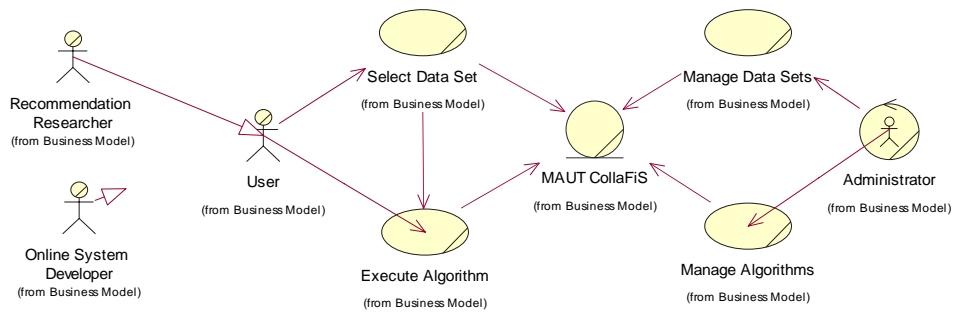 Recommendation
Researcher
(from Business Model)
Online System
Developer
(from Business Model)
User
(from Business Model)
Select Data Set
(from Business Model)
Execute Algorithm
(from Business Model)
MAUT CollaFiS
(from Business Model)
Manage Data Sets
(from Business Model)
Manage Algorithms
(from Business Model)
Administrator
(from Business Model)